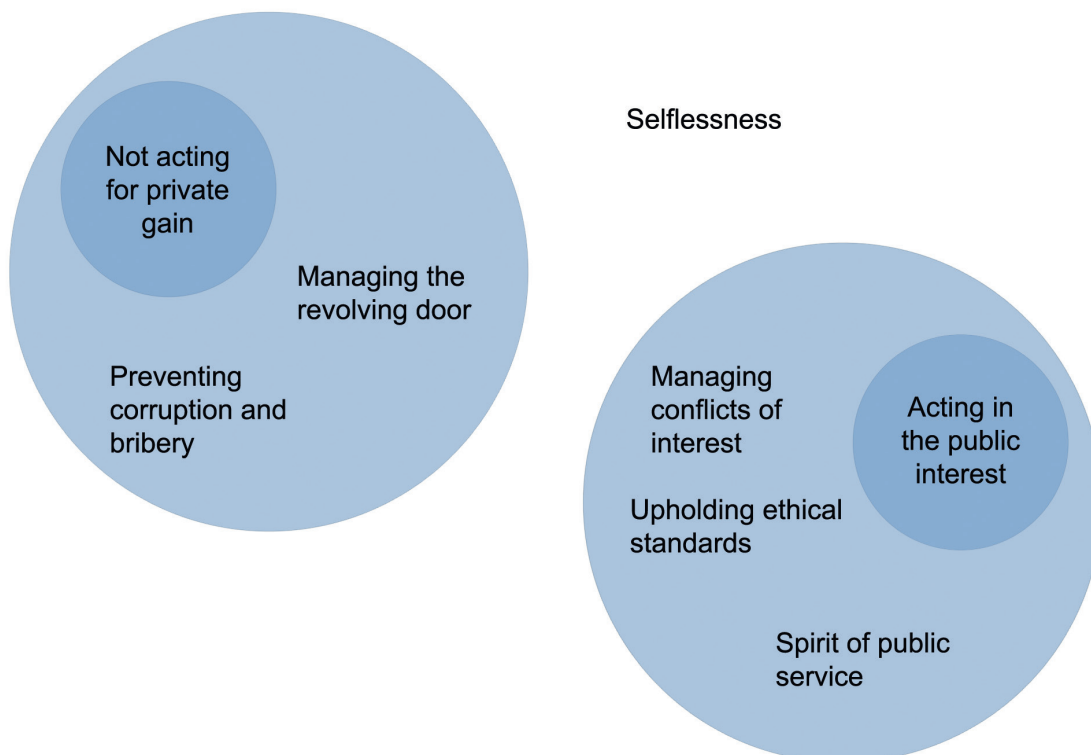 Selflessness
Not acting
for private
gain
Managing the
revolving door
Preventing
corruption and
bribery
Managing
conflicts of
interest
Acting in
the public
interest
Upholding ethical
standards
Spirit of public
service